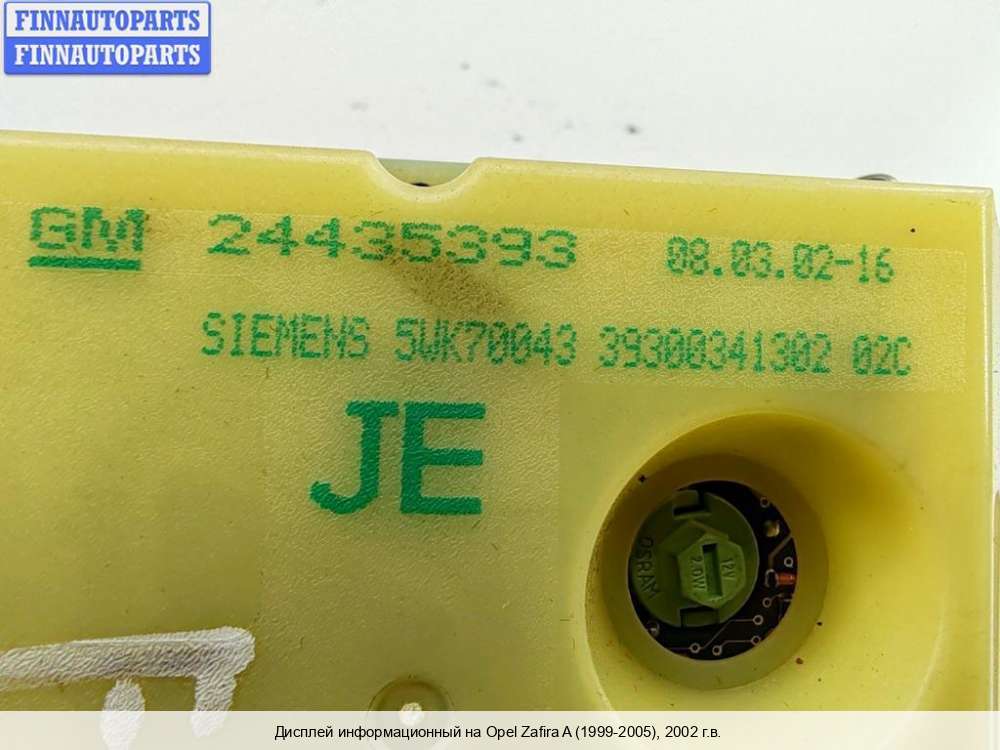 FINNAUTOPARTS
FINNAUTOPARTS
GM 24435393 08.03.02-16
SIEMENS 5WK70043 39300341302 02C
JE
OSRAM
12V
2.0W
Дисплей информационный на Opel Zafira A (1999-2005), 2002 г.в.